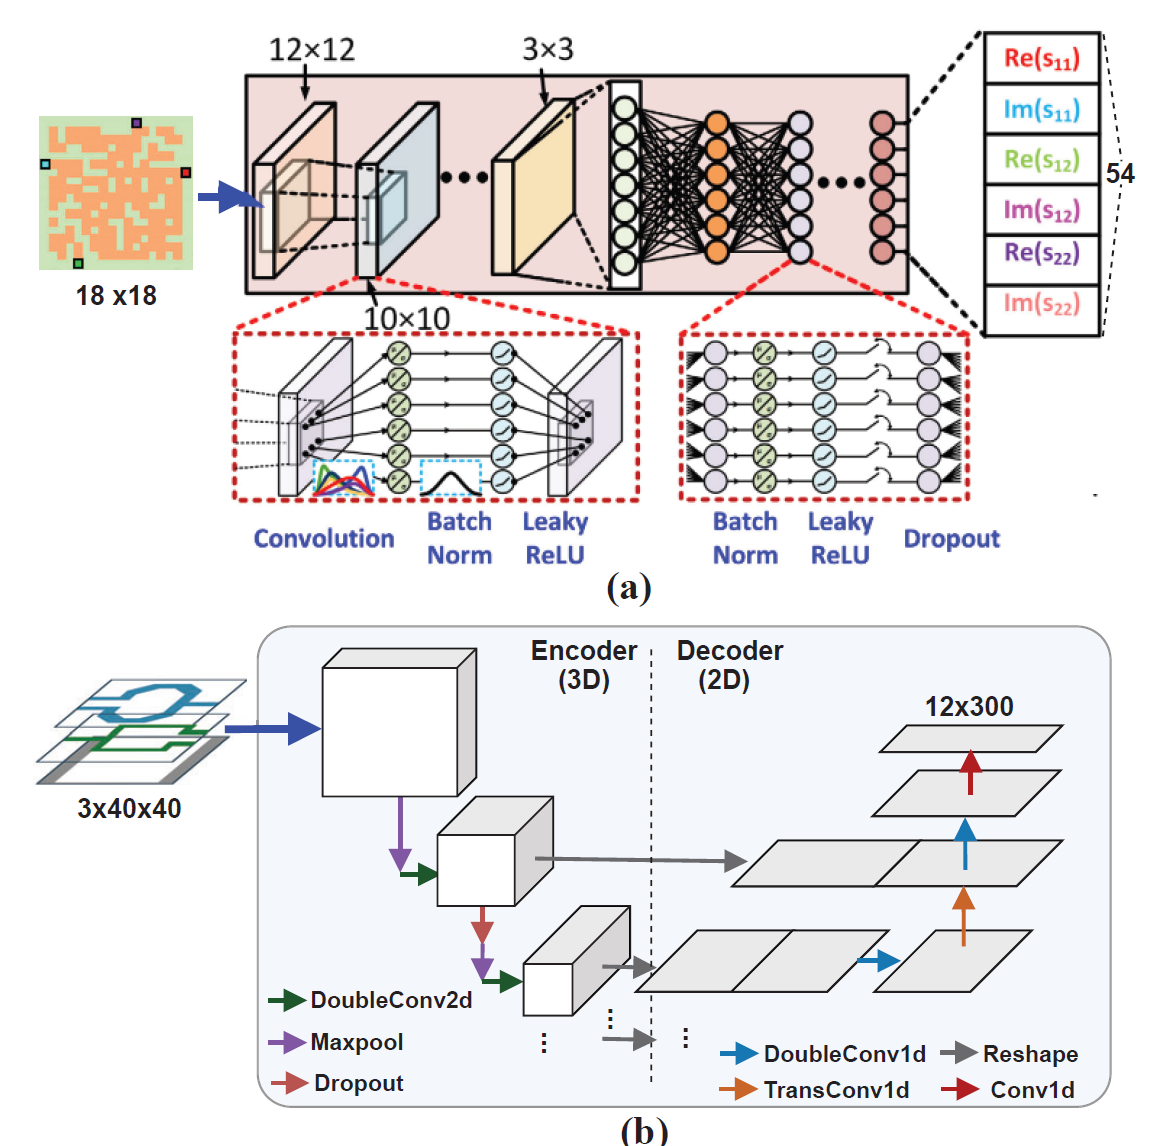 12×12
3×3
18 x18
10×10
Re(s11)
Im(s11)
Re(s12)
Im(s12)
Re(s22)
Im(s22)
54
Convolution
Batch
Norm
Leaky
ReLU
Batch
Norm
Leaky
ReLU
Dropout
(a)
Encoder
(3D)
Decoder
(2D)
3x40x40
12x300
DoubleConv2d
Maxpool
Dropout
DoubleConv1d
Reshape
TransConv1d
Conv1d
(b)